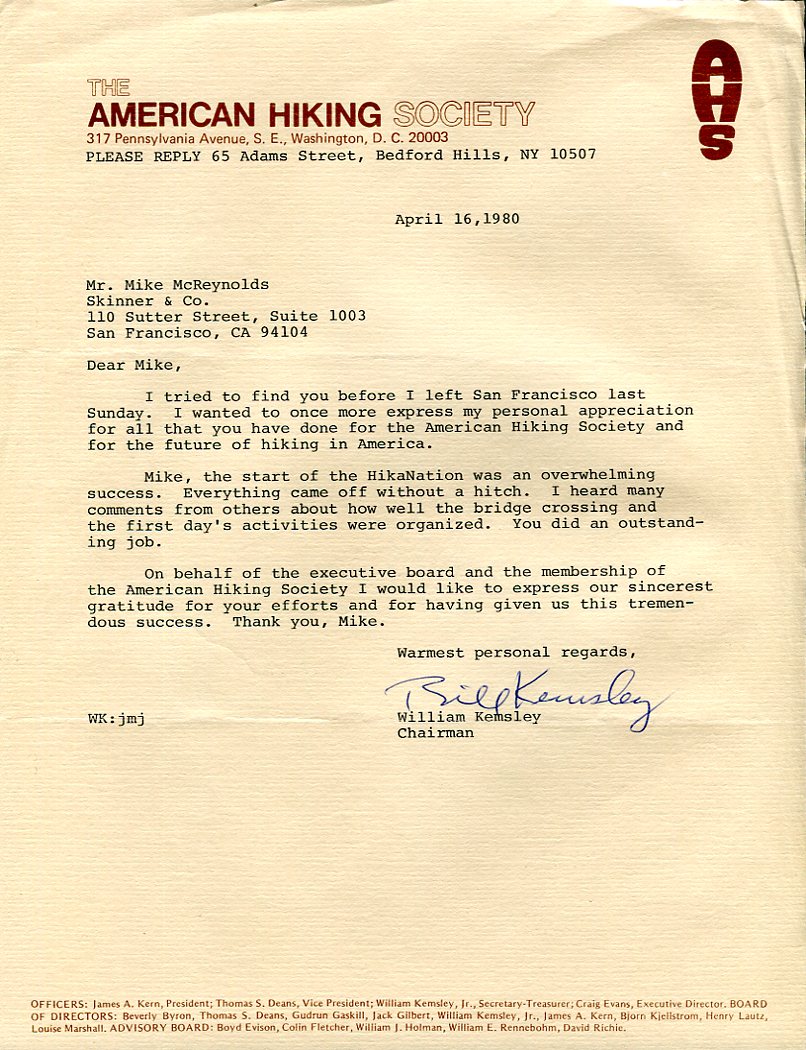 THE
AMERICAN HIKING SOCIETY
317 Pennsylvania Avenue, S. E., Washington, D. C. 20003
PLEASE REPLY 65 Adams Street, Bedford Hills, NY 10507
AHS
April 16,1980
Mr. Mike McReynolds
Skinner & Co.
110 Sutter Street, Suite 1003
San Francisco, CA 94104
Dear Mike,
I tried to find you before I left San Francisco last
Sunday. I wanted to once more express my personal appreciation
for all that you have done for the American Hiking Society and
for the future of hiking in America.
Mike, the start of the HikaNation was an overwhelming
success. Everything came off without a hitch. I heard many
comments from others about how well the bridge crossing and
the first day's activities were organized. You did an outstand-
ing job.
On behalf of the executive board and the membership of
the American Hiking Society I would like to express our sincerest
gratitude for your efforts and for having given us this tremen-
dous success. Thank you, Mike.
Warmest personal regards,
Bill Kemsley
WK:jmj
William Kemsley
Chairman
OFFICERS: James A. Kern, President; Thomas S. Deans, Vice President; William Kemsley, Jr., Secretary-Treasurer; Craig Evans, Executive Director. BOARD
OF DIRECTORS: Beverly Byron, Thomas S. Deans, Gudrun Gaskill, Jack Gilbert, William Kemsley, Jr., James A. Kern, Bjorn Kjellstrom, Henry Lautz,
Louise Marshall. ADVISORY BOARD: Boyd Evison, Colin Fletcher, William J. Holman, William E. Rennebohm, David Richie.